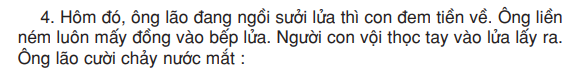 4. Hôm đó, ông lão đang ngồi sưởi lửa thì con đem tiền về. Ông liền
ném luôn mấy đồng vào bếp lửa. Người con vội thọc tay vào lửa lấy ra.
Ông lão cười chảy nước mắt :